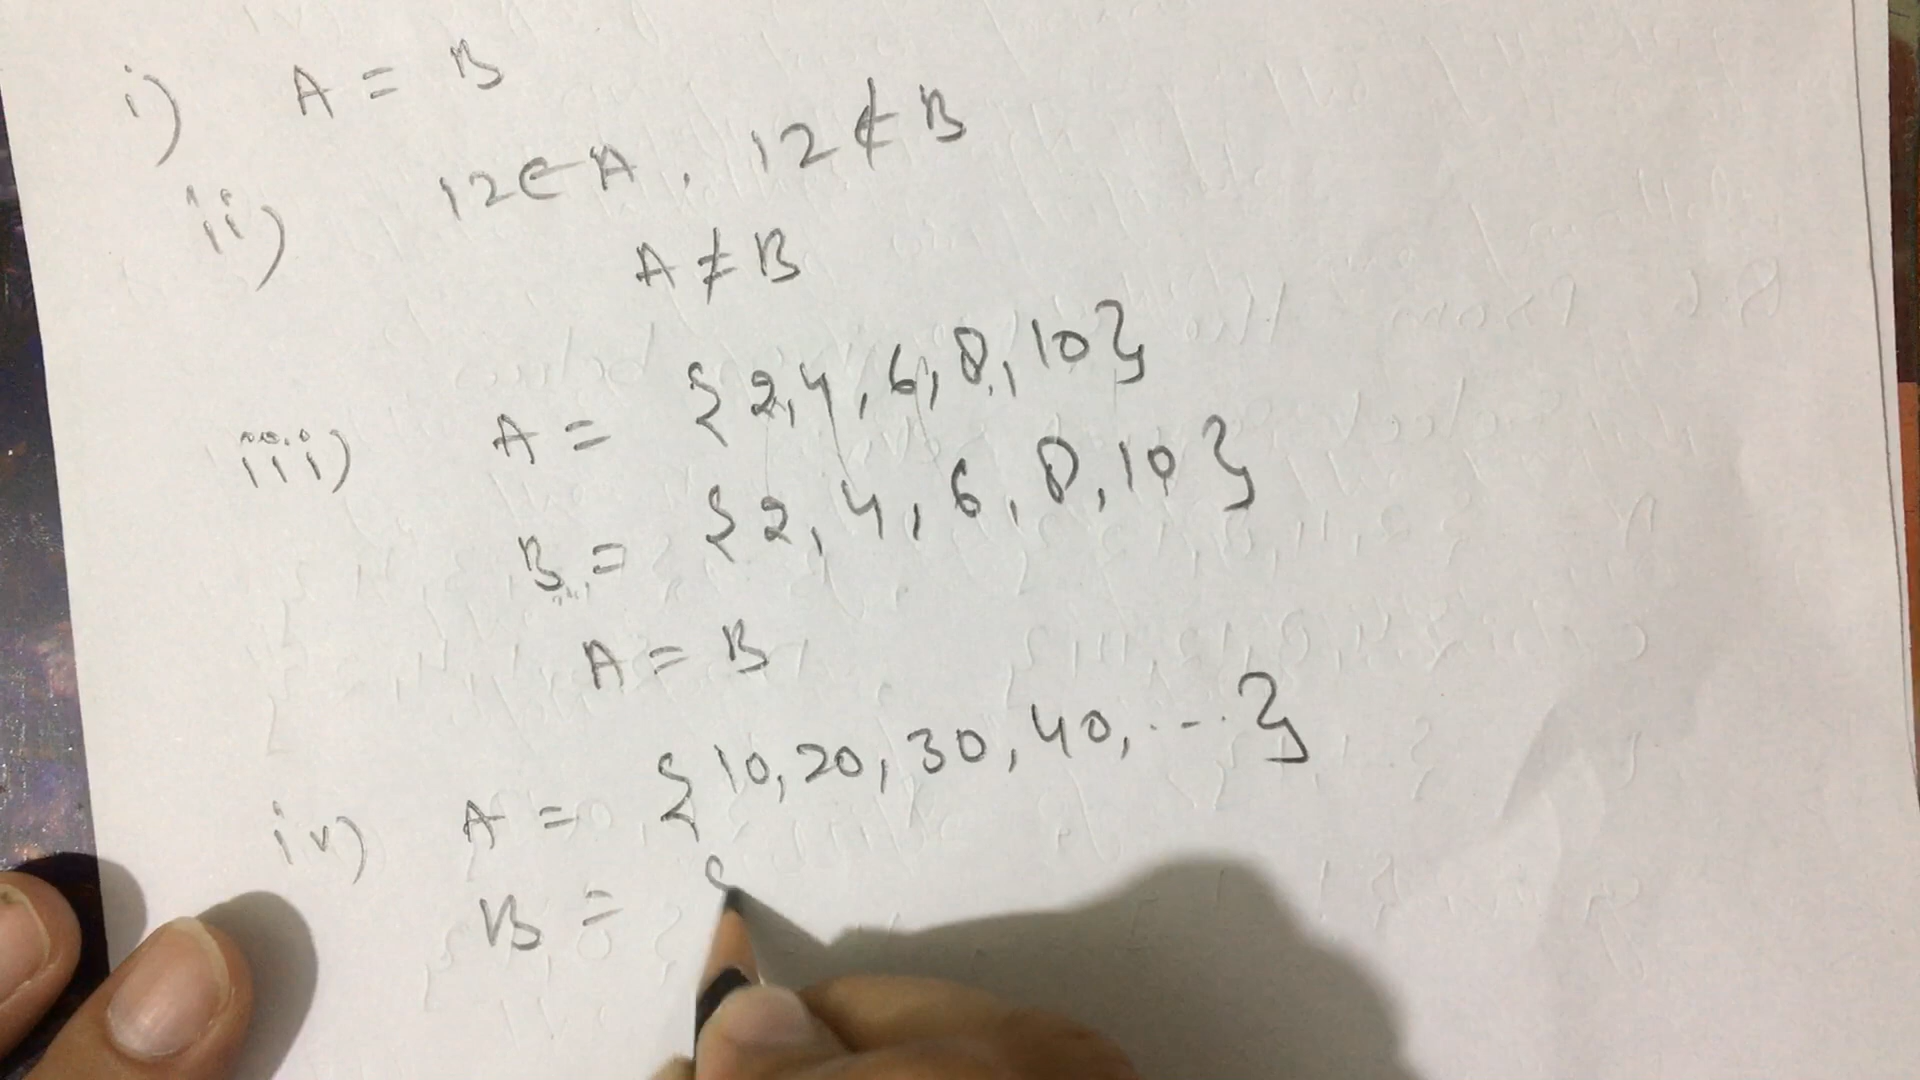 i) A = B
ii) 12 ∈ A . 12 ∉ B
A ≠ B
iii) A = {2,4,6,8,10}
B = {2,4,6,8,10}
A = B
iv) A = {10,20,30,40,...}
B = {